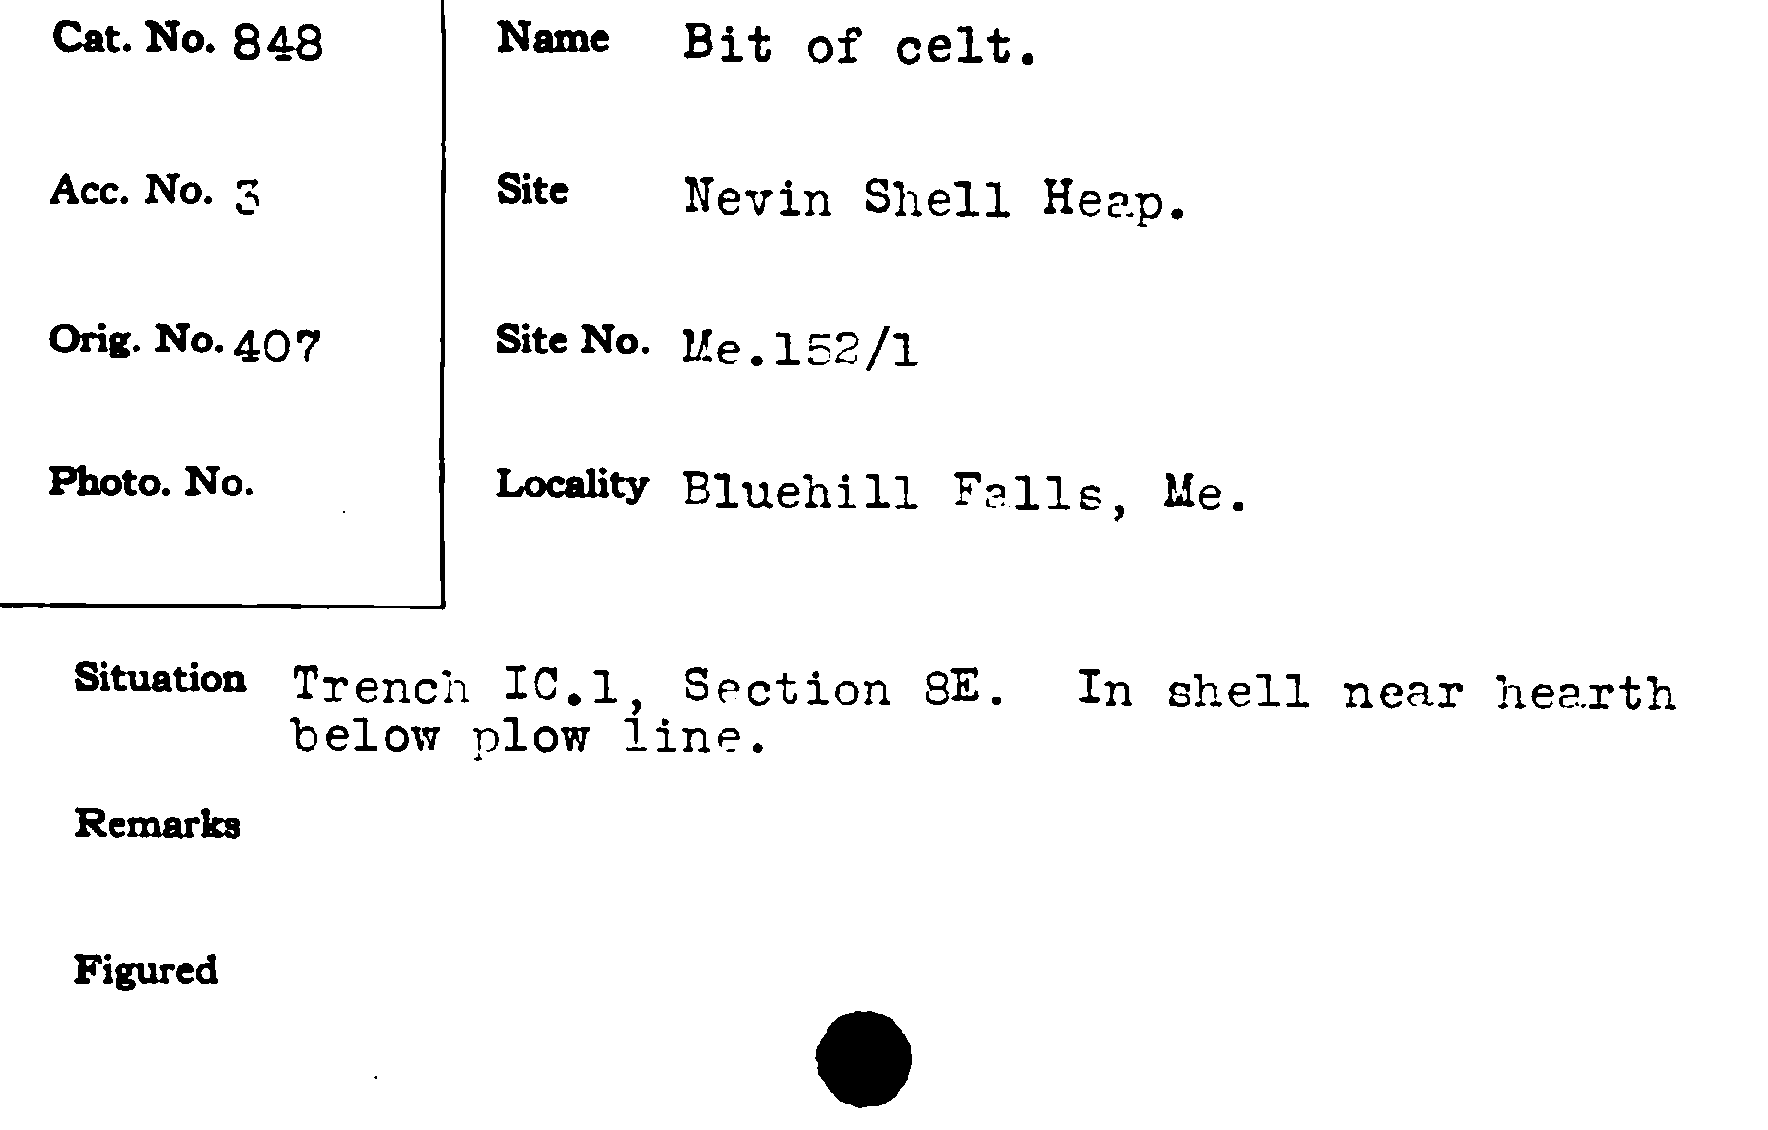 Cat. No. 848
Acc. No. 3
Orig. No. 407
Photo. No.
Name Bit of celt.
Site Nevin Shell Heap.
Site No. Me.152/1
Locality Bluehill Falls, Me.
Situation Trench IC.1, Section 8E. In shell near hearth
below plow line.
Remarks
Figured